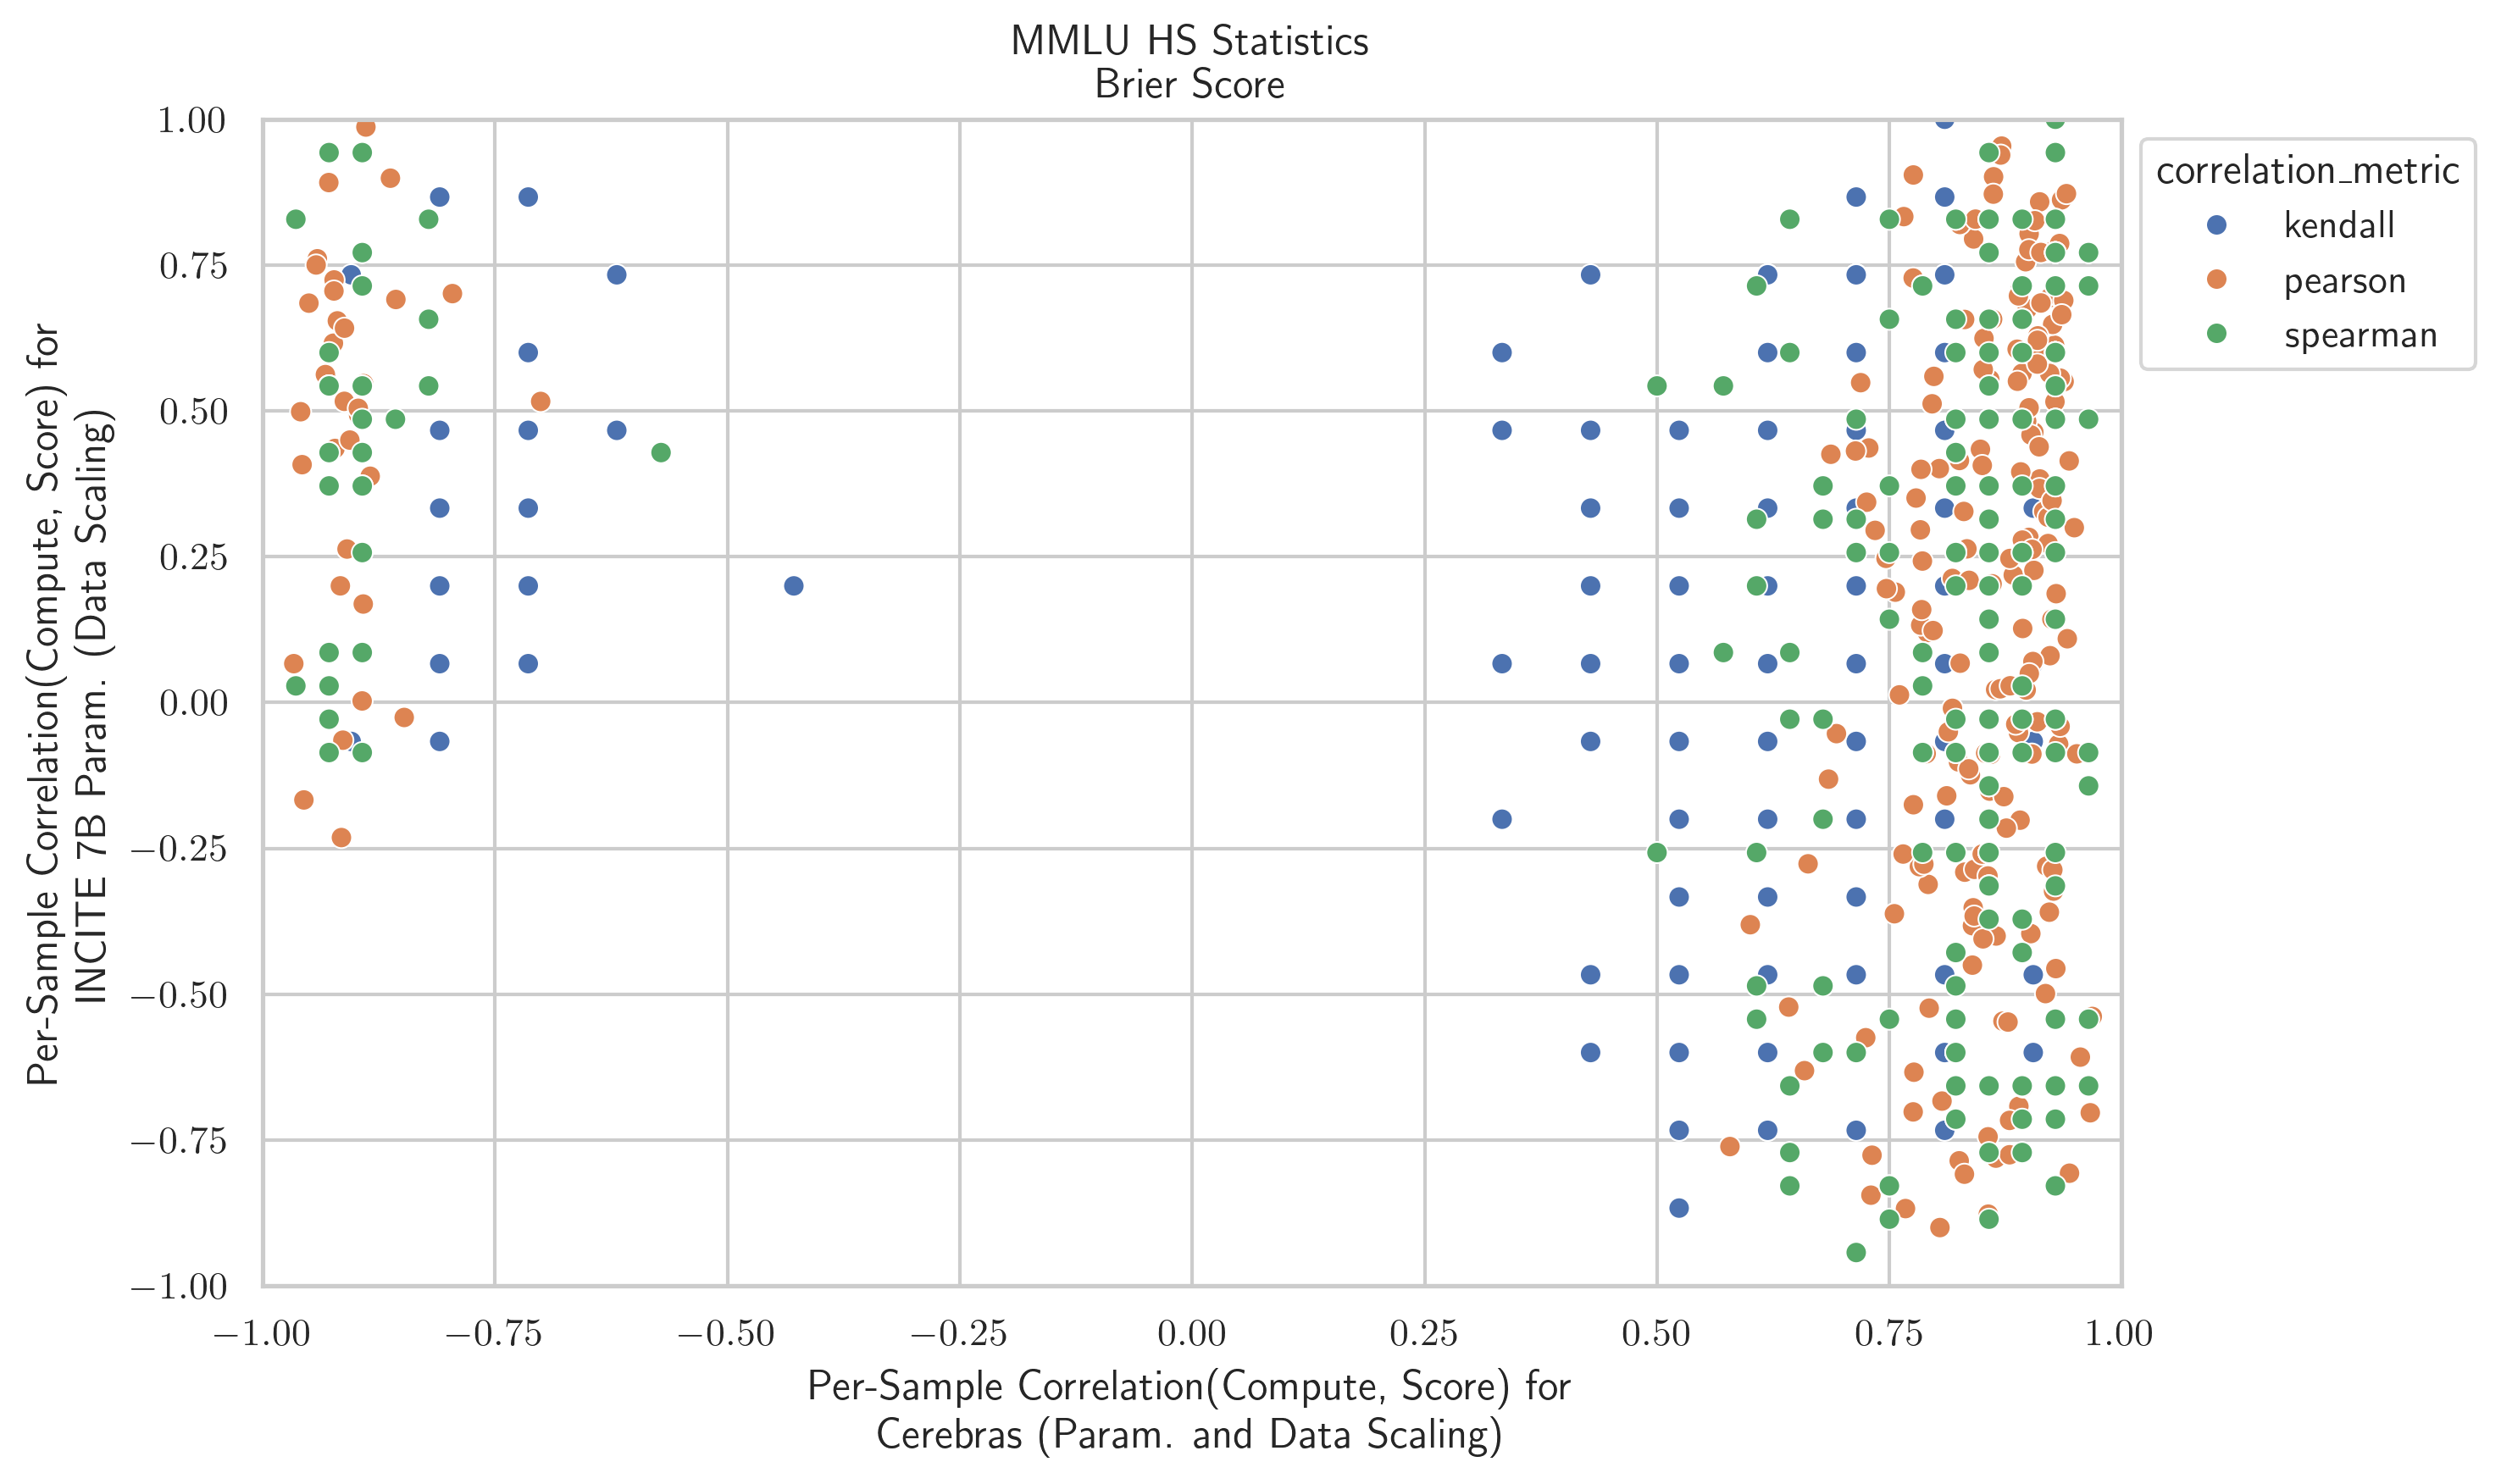 MMLU HS Statistics
Brier Score
Per-Sample Correlation(Compute, Score) for
INCITE 7B Param. (Data Scaling)
1.00
0.75
0.50
0.25
0.00
−0.25
−0.50
−0.75
−1.00
−1.00 −0.75 −0.50 −0.25 0.00 0.25 0.50 0.75 1.00
Per-Sample Correlation(Compute, Score) for
Cerebras (Param. and Data Scaling)
correlation_metric
kendall
pearson
spearman